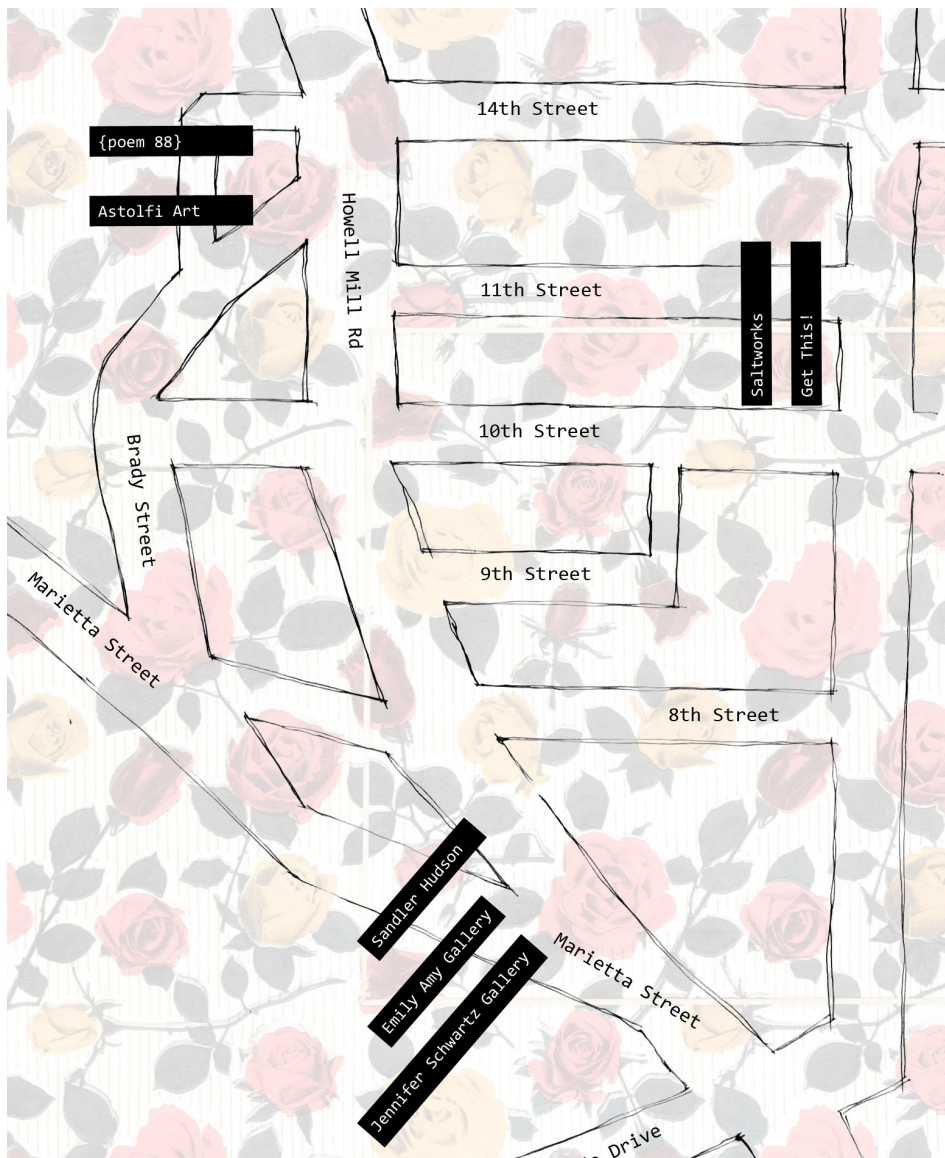 14th Street
{poem 88}
Astolfi Art
Howell Mill Rd
11th Street
Saltworks
Get This!
10th Street
Brady Street
9th Street
Marietta Street
8th Street
Sandler Hudson
Emily Amy Gallery
Marietta Street
Jennifer Schwartz Gallery
Drive